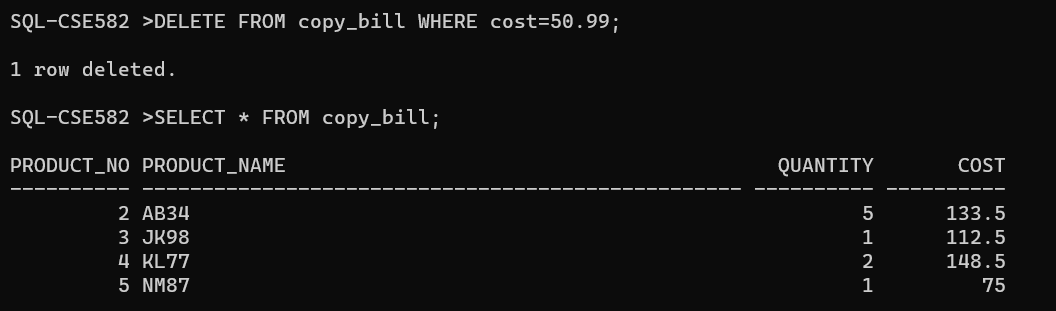 SQL-CSE582 >DELETE FROM copy_bill WHERE cost=50.99;
1 row deleted.
SQL-CSE582 >SELECT * FROM copy_bill;
PRODUCT_NO PRODUCT_NAME                                         QUANTITY       COST
---------- -------------------------------------------------- ---------- ----------
         2 AB34                                                        5      133.5
         3 JK98                                                        1      112.5
         4 KL77                                                        2      148.5
         5 NM87                                                        1         75